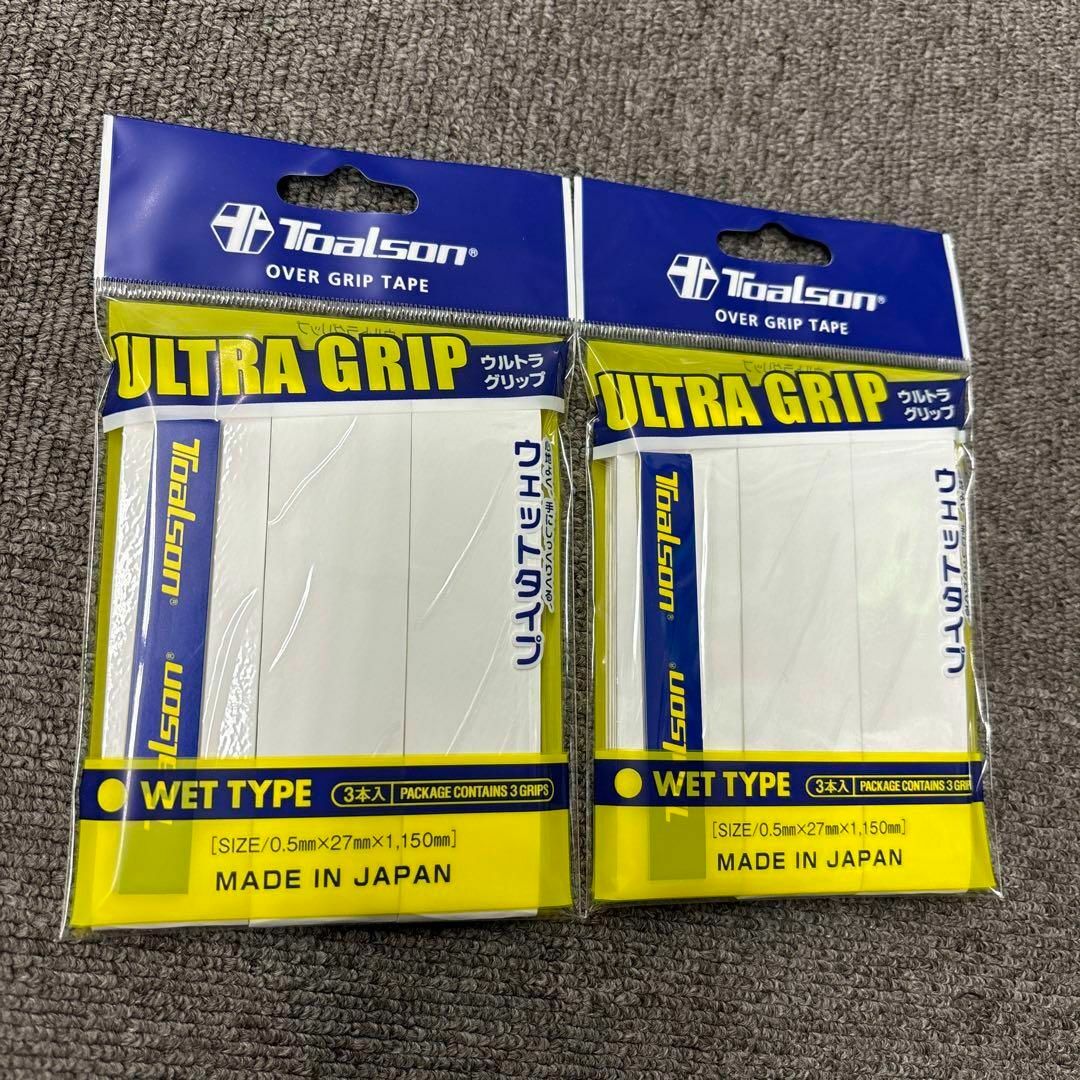 Toalson®
OVER GRIP TAPE
ULTRA GRIP
ウルトラ
グリップ
Toalson®
ウェットタイプ
WET TYPE
3本入
PACKAGE CONTAINS 3 GRIPS
[SIZE/0.5mm×27mm×1,150mm]
MADE IN JAPAN
Toalson®
OVER GRIP TAPE
ULTRA GRIP
ウルトラ
グリップ
Toalson®
ウェットタイプ
WET TYPE
3本入
PACKAGE CONTAINS 3 GRIP
[SIZE/0.5mm×27mm×1,150mm]
MADE IN JAPAN